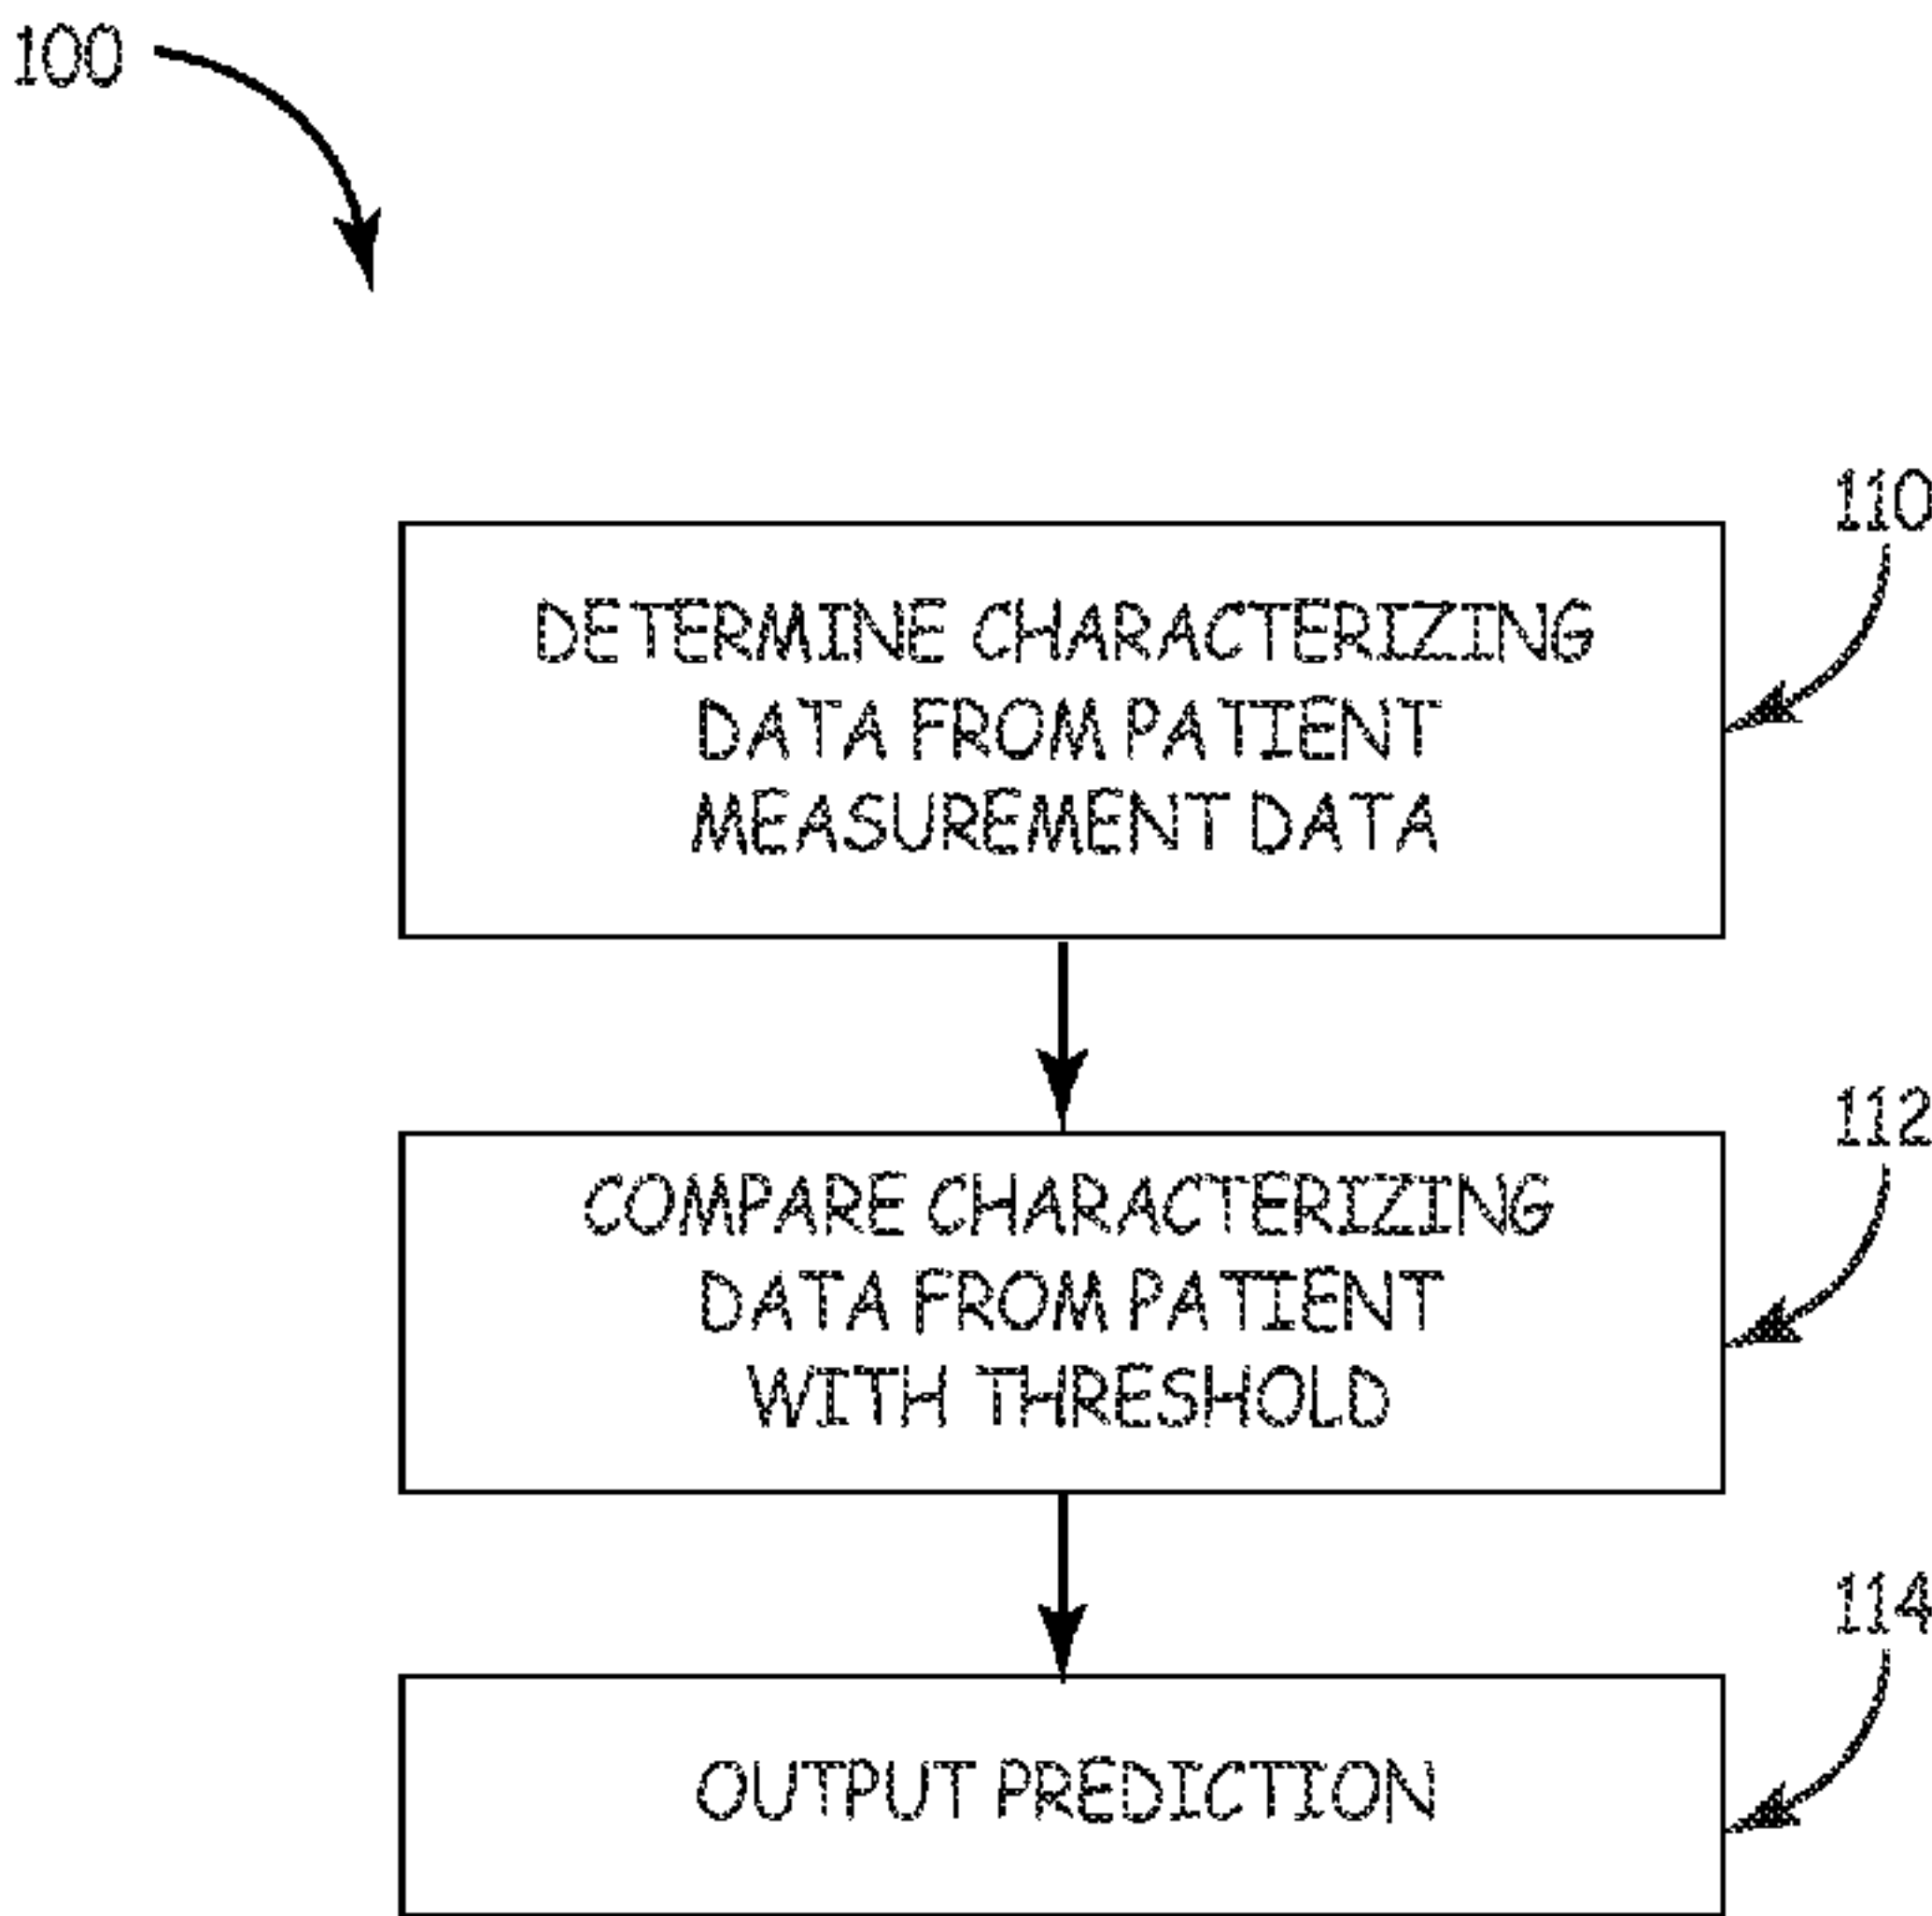 100
110
DETERMINE CHARACTERIZING
DATA FROM PATIENT
MEASUREMENT DATA
112
COMPARE CHARACTERIZING
DATA FROM PATIENT
WITH THRESHOLD
114
OUTPUT PREDICTION